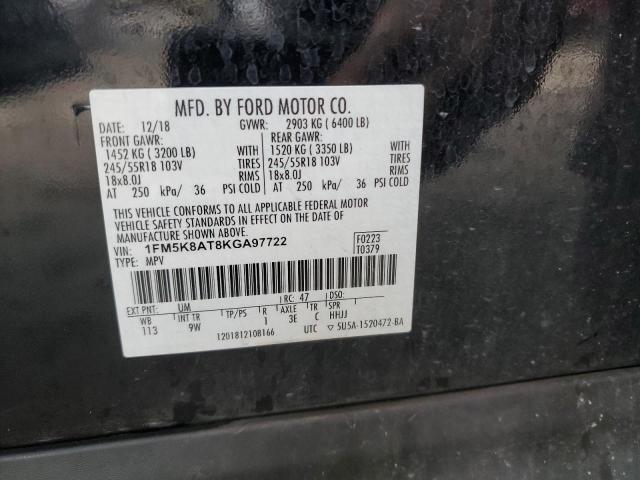 MFD. BY FORD MOTOR CO.
DATE: 12/18 GVWR: 2903 KG ( 6400 LB)
FRONT GAWR: REAR GAWR:
1452 KG ( 3200 LB) WITH 1520 KG ( 3350 LB) WITH
245/55R18 103V TIRES 245/55R18 103V TIRES
18x8.0J RIMS 18x8.0J RIMS
AT 250 kPa/ 36 PSI COLD AT 250 kPa/ 36 PSI COLD
THIS VEHICLE CONFORMS TO ALL APPLICABLE FEDERAL MOTOR
VEHICLE SAFETY STANDARDS IN EFFECT ON THE DATE OF
MANUFACTURE SHOWN ABOVE.
VIN: 1FM5K8AT8KGA97722 F0223
TYPE: MPV T0379
EXT PNT: UM RC: 47 DSO:
WB INT TR TP/PS R AXLE TR SPR
113 9W 1 3E C HHJJ
1201812108166 UTC ▽ 5U5A-1520472-BA